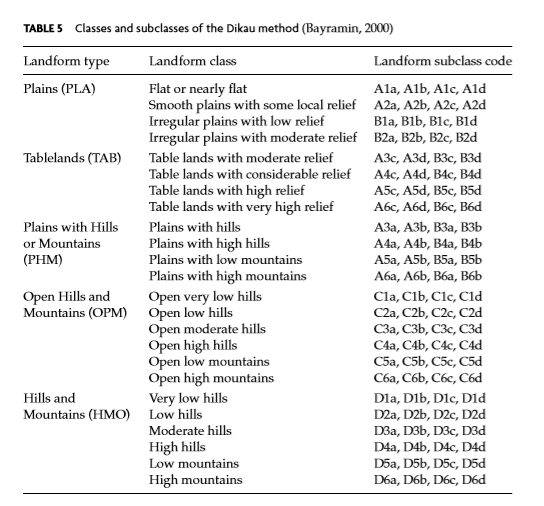 TABLE 5 Classes and subclasses of the Dikau method (Bayramin, 2000)
Landform type Landform class Landform subclass code
Plains (PLA) Flat or nearly flat A1a, A1b, A1c, A1d
Smooth plains with some local relief A2a, A2b, A2c, A2d
Irregular plains with low relief B1a, B1b, B1c, B1d
Irregular plains with moderate relief B2a, B2b, B2c, B2d
Tablelands (TAB) Table lands with moderate relief A3c, A3d, B3c, B3d
Table lands with considerable relief A4c, A4d, B4c, B4d
Table lands with high relief A5c, A5d, B5c, B5d
Table lands with very high relief A6c, A6d, B6c, B6d
Plains with Hills Plains with hills A3a, A3b, B3a, B3b
or Mountains Plains with high hills A4a, A4b, B4a, B4b
(PHM) Plains with low mountains A5a, A5b, B5a, B5b
Plains with high mountains A6a, A6b, B6a, B6b
Open Hills and Open very low hills C1a, C1b, C1c, C1d
Mountains (OPM) Open low hills C2a, C2b, C2c, C2d
Open moderate hills C3a, C3b, C3c, C3d
Open high hills C4a, C4b, C4c, C4d
Open low mountains C5a, C5b, C5c, C5d
Open high mountains C6a, C6b, C6c, C6d
Hills and Very low hills D1a, D1b, D1c, D1d
Mountains (HMO) Low hills D2a, D2b, D2c, D2d
Moderate hills D3a, D3b, D3c, D3d
High hills D4a, D4b, D4c, D4d
Low mountains D5a, D5b, D5c, D5d
High mountains D6a, D6b, D6c, D6d